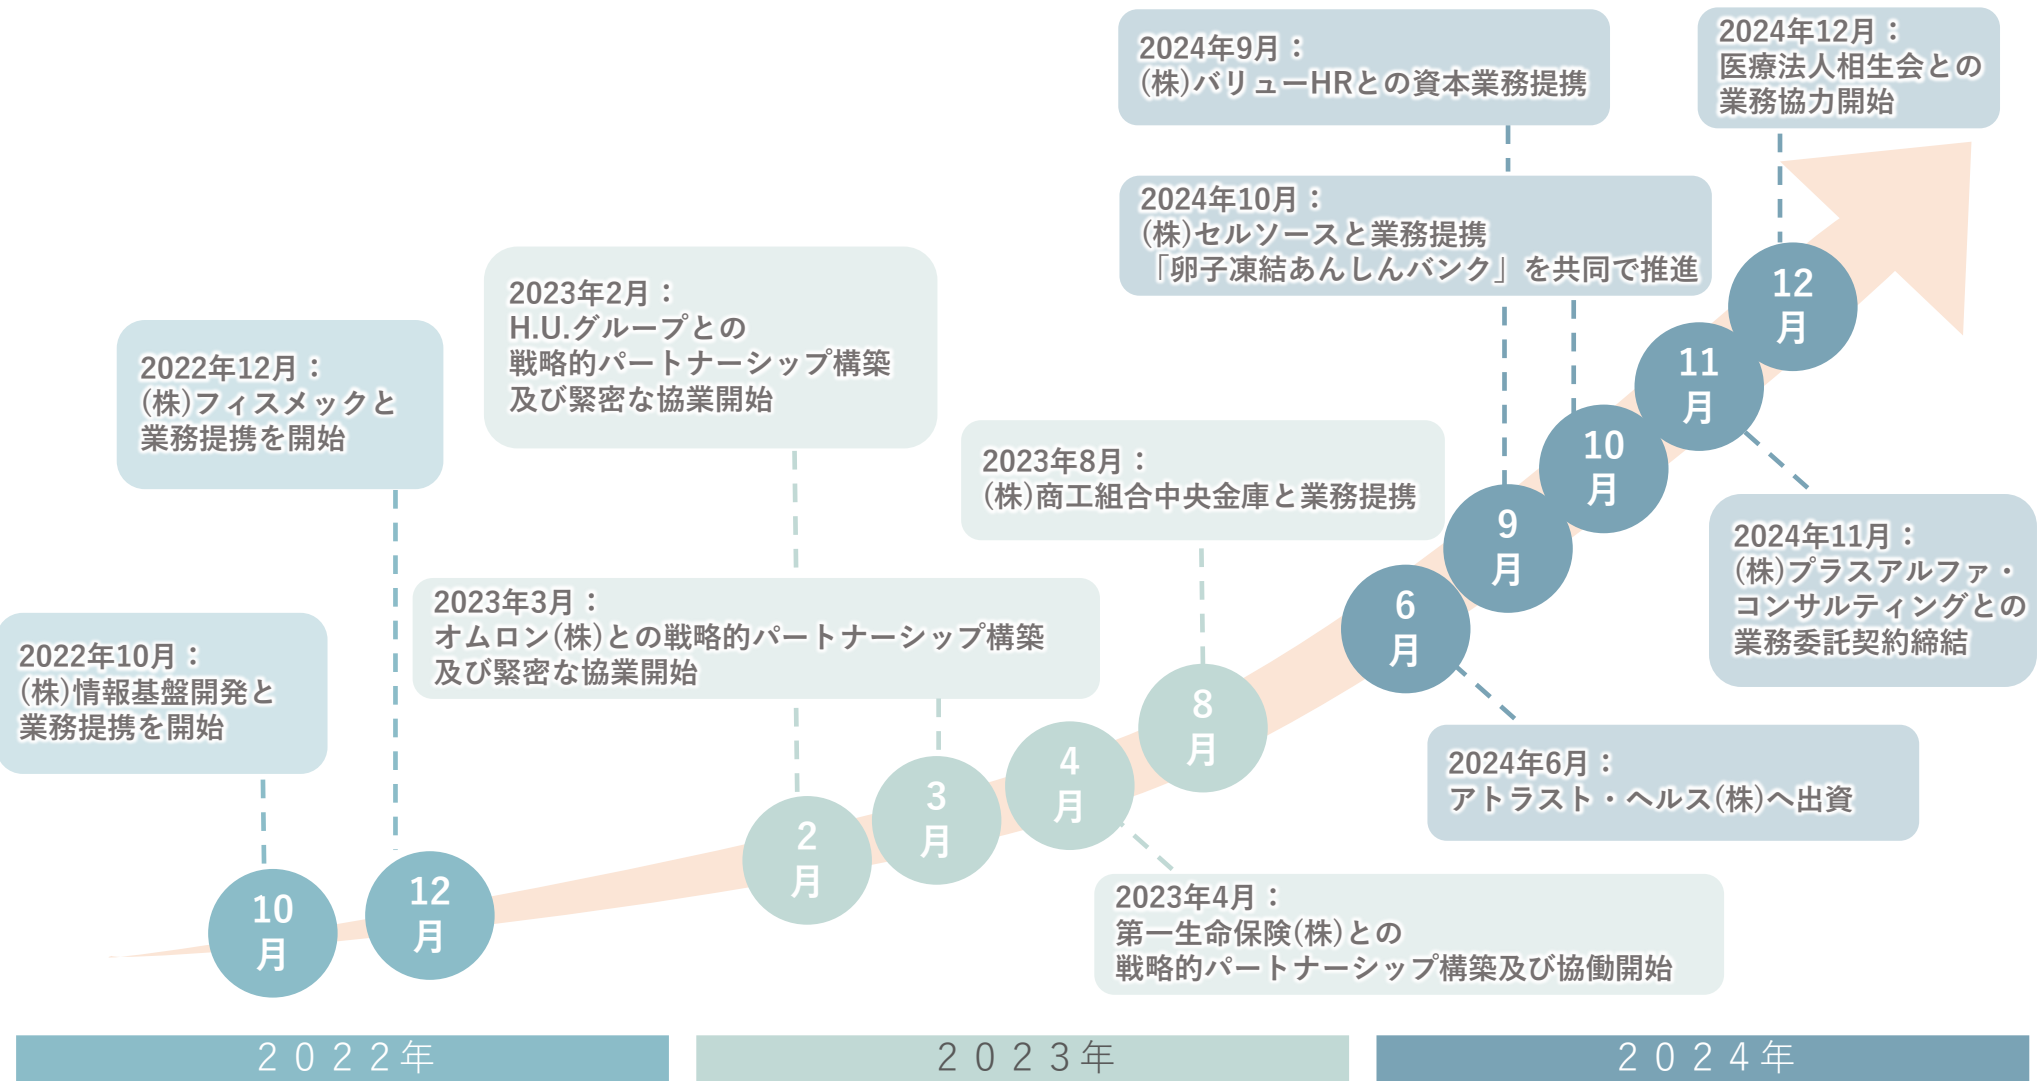 2022年10月：
(株)情報基盤開発と
業務提携を開始
2022年12月：
(株)フィスメックと
業務提携を開始
2023年2月：
H.U.グループとの
戦略的パートナーシップ構築
及び緊密な協業開始
2023年3月：
オムロン(株)との戦略的パートナーシップ構築
及び緊密な協業開始
2023年4月：
第一生命保険(株)との
戦略的パートナーシップ構築及び協働開始
2023年8月：
(株)商工組合中央金庫と業務提携
2024年6月：
アトラスト・ヘルス(株)へ出資
2024年9月：
(株)バリューHRとの資本業務提携
2024年10月：
(株)セルソースと業務提携
「卵子凍結あんしんバンク」を共同で推進
2024年11月：
(株)プラスアルファ・
コンサルティングとの
業務委託契約締結
2024年12月：
医療法人相生会との
業務協力開始
10
月
12
月
2
月
3
月
4
月
8
月
6
月
9
月
10
月
11
月
12
月
２０２２年
２０２３年
２０２４年